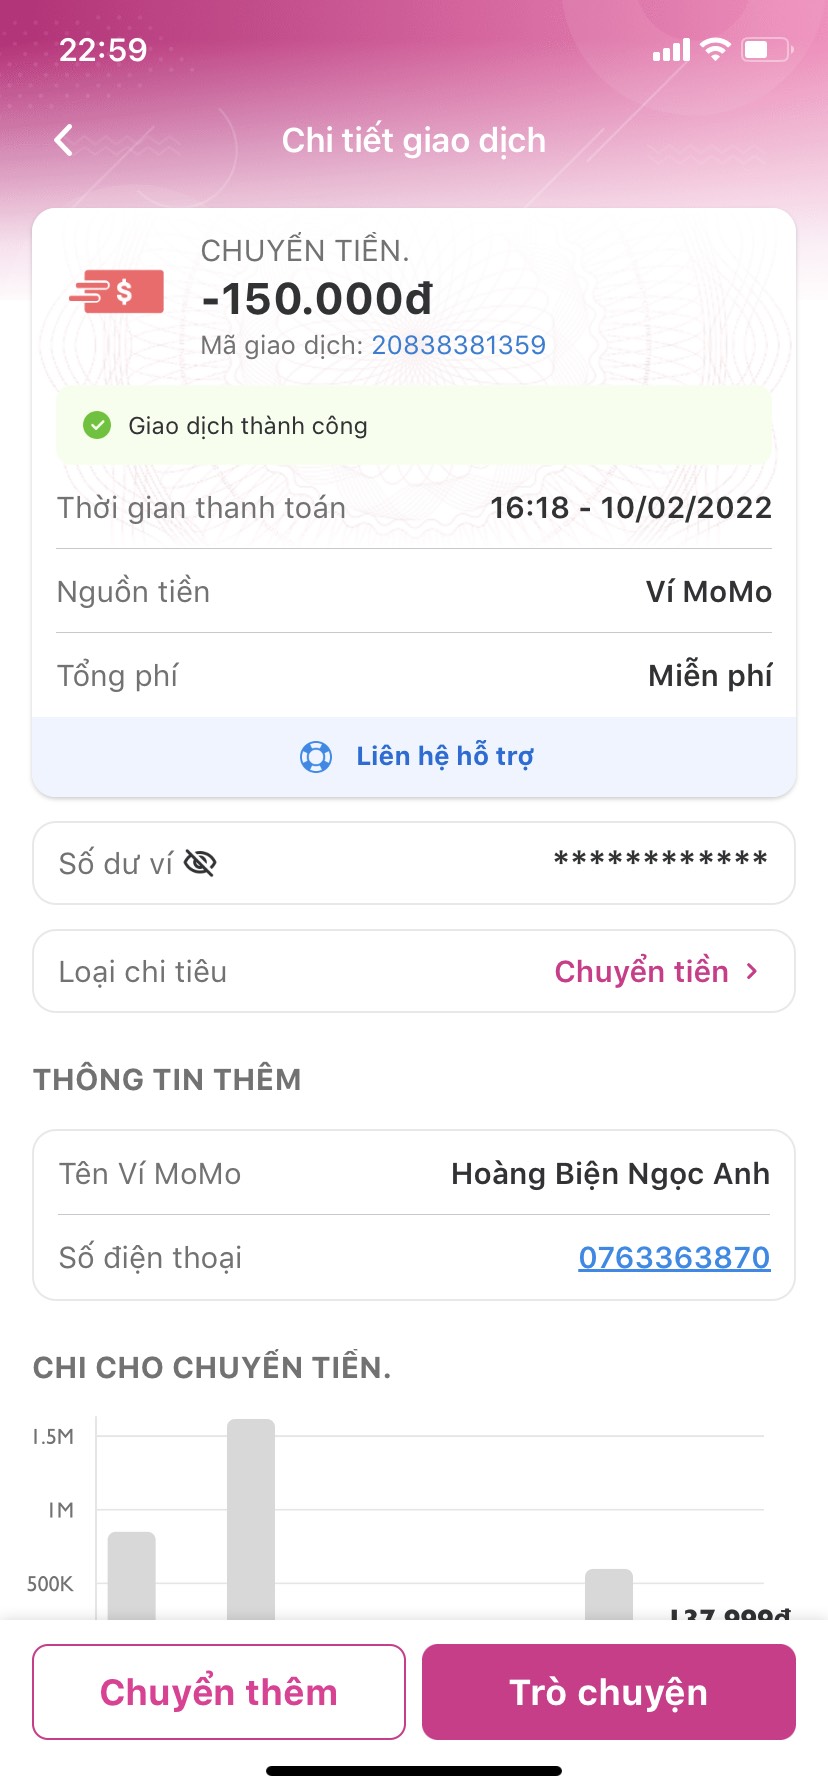 22:59
Chi tiết giao dịch
CHUYỂN TIỀN.
$
-150.000đ
Mã giao dịch: 20838381359
Giao dịch thành công
Thời gian thanh toán 16:18 - 10/02/2022
Nguồn tiền Ví MoMo
Tổng phí Miễn phí
Liên hệ hỗ trợ
Số dư ví ************
Loại chi tiêu Chuyển tiền >
THÔNG TIN THÊM
Tên Ví MoMo Hoàng Biện Ngọc Anh
Số điện thoại 0763363870
CHI CHO CHUYỂN TIỀN.
1.5M
1M
500K
137.999đ
Chuyển thêm Trò chuyện